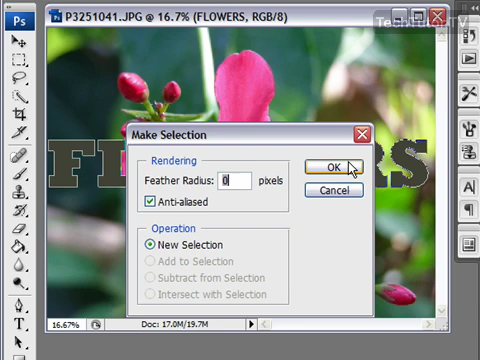 Ps
P3251041.JPG @ 16.7% (FLOWERS, RGB/8)
Make Selection
Rendering
Feather Radius: 0 pixels
Anti-aliased
OK
Cancel
Operation
New Selection
Add to Selection
Subtract from Selection
Intersect with Selection
16.67%
Doc: 17.0M/19.7M